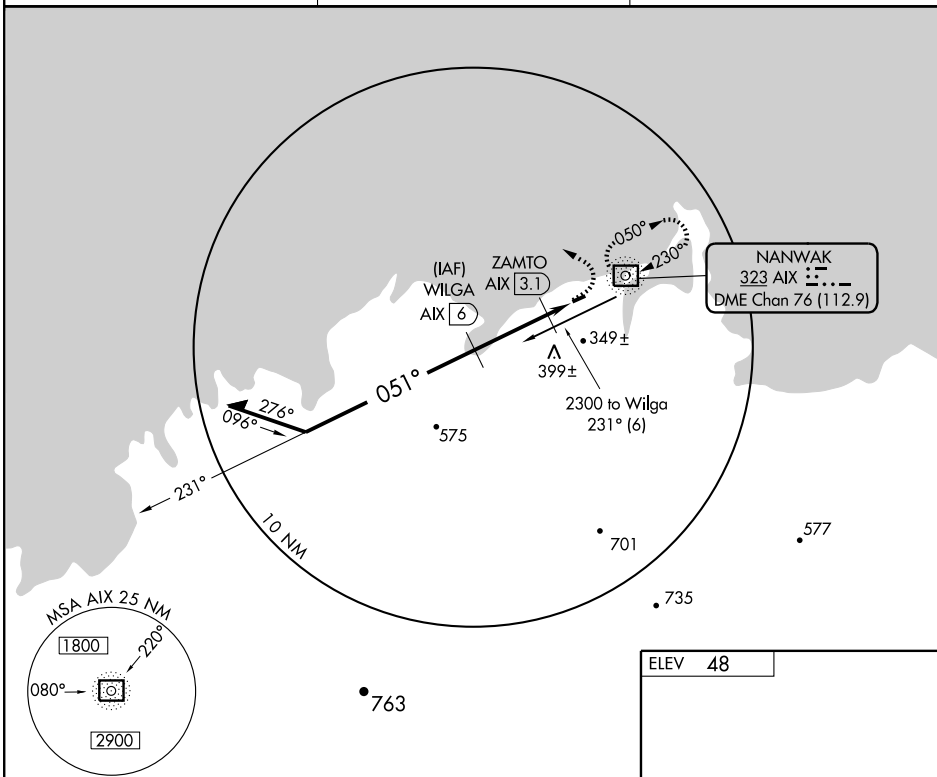 050°
230°
NANWAK
323 AIX
DME Chan 76 (112.9)
(IAF)
WILGA
AIX 6
ZAMTO
AIX 3.1
349±
399±
2300 to Wilga
231° (6)
051°
276°
096°
575
231°
10 NM
701
577
735
MSA AIX 25 NM
1800
220°
080°
2900
763
ELEV 48